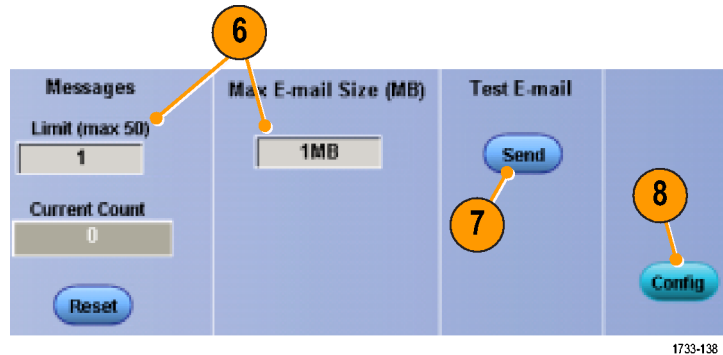 6
Messages
Max E-mail Size (MB)
Test E-mail
Limit (max 50)
1
1MB
Send
Current Count
0
7
8
Reset
Config
1733-138